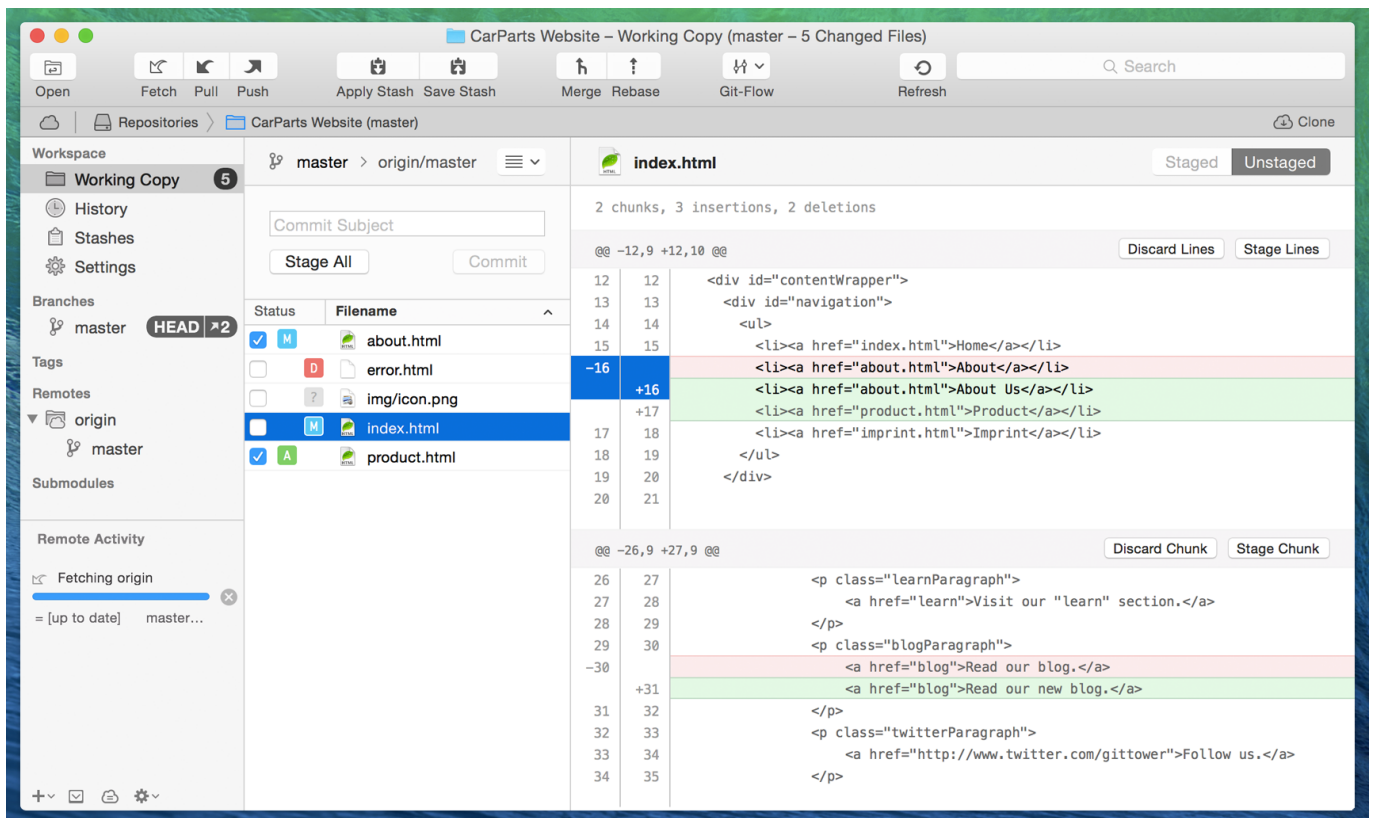 CarParts Website – Working Copy (master – 5 Changed Files)
Open Fetch Pull Push Apply Stash Save Stash Merge Rebase Git-Flow Refresh Search
Repositories CarParts Website (master) Clone
Workspace
Working Copy 5
History
Stashes
Settings
Branches
master HEAD 2
Tags
Remotes
origin
master
Submodules
Remote Activity
Fetching origin
= [up to date] master...
master > origin/master
Commit Subject
Stage All Commit
Status Filename
M about.html
D error.html
? img/icon.png
M index.html
A product.html
index.html Staged Unstaged
2 chunks, 3 insertions, 2 deletions
@@ -12,9 +12,10 @@ Discard Lines Stage Lines
12 12 <div id="contentWrapper">
13 13 <div id="navigation">
14 14 <ul>
15 15 <li><a href="index.html">Home</a></li>
-16 <li><a href="about.html">About</a></li>
+16 <li><a href="about.html">About Us</a></li>
+17 <li><a href="product.html">Product</a></li>
17 18 <li><a href="imprint.html">Imprint</a></li>
18 19 </ul>
19 20 </div>
20 21
@@ -26,9 +27,9 @@ Discard Chunk Stage Chunk
26 27 <p class="learnParagraph">
27 28 <a href="learn">Visit our "learn" section.</a>
28 29 </p>
29 30 <p class="blogParagraph">
-30 <a href="blog">Read our blog.</a>
+31 <a href="blog">Read our new blog.</a>
31 32 </p>
32 33 <p class="twitterParagraph">
33 34 <a href="http://www.twitter.com/gittower">Follow us.</a>
34 35 </p>